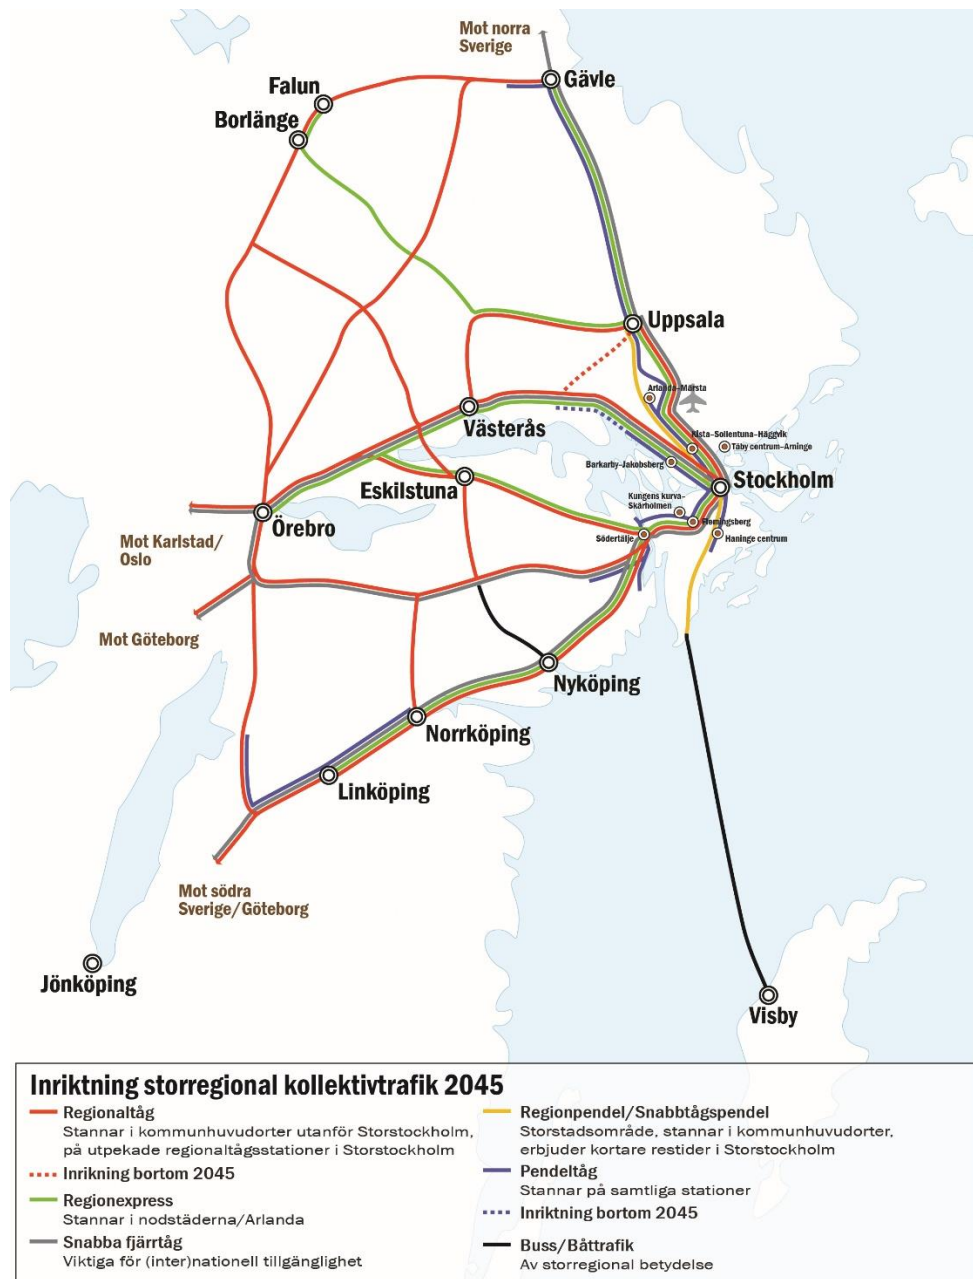 Mot norra
Sverige
Gävle
Falun
Borlänge
Uppsala
Arlanda-Märsta
Kista-Sollentuna-Häggvik
Täby centrum-Arninge
Västerås
Barkarby-Jakobsberg
Stockholm
Eskilstuna
Kungens kurva-
Skärholmen
Flemingsberg
Örebro
Södertälje
Haninge centrum
Mot Karlstad/
Oslo
Mot Göteborg
Nyköping
Norrköping
Linköping
Mot södra
Sverige/Göteborg
Jönköping
Visby
Inriktning storregional kollektivtrafik 2045
Regionaltåg
Stannar i kommunhuvudorter utanför Storstockholm,
på utpekade regionaltågsstationer i Storstockholm
Inrikning bortom 2045
Regionexpress
Stannar i nodstäderna/Arlanda
Snabba fjärrtåg
Viktiga för (inter)nationell tillgänglighet
Regionpendel/Snabbtågspendel
Storstadsområde, stannar i kommunhuvudorter,
erbjuder kortare restider i Storstockholm
Pendeltåg
Stannar på samtliga stationer
Inriktning bortom 2045
Buss/Båttrafik
Av storregional betydelse